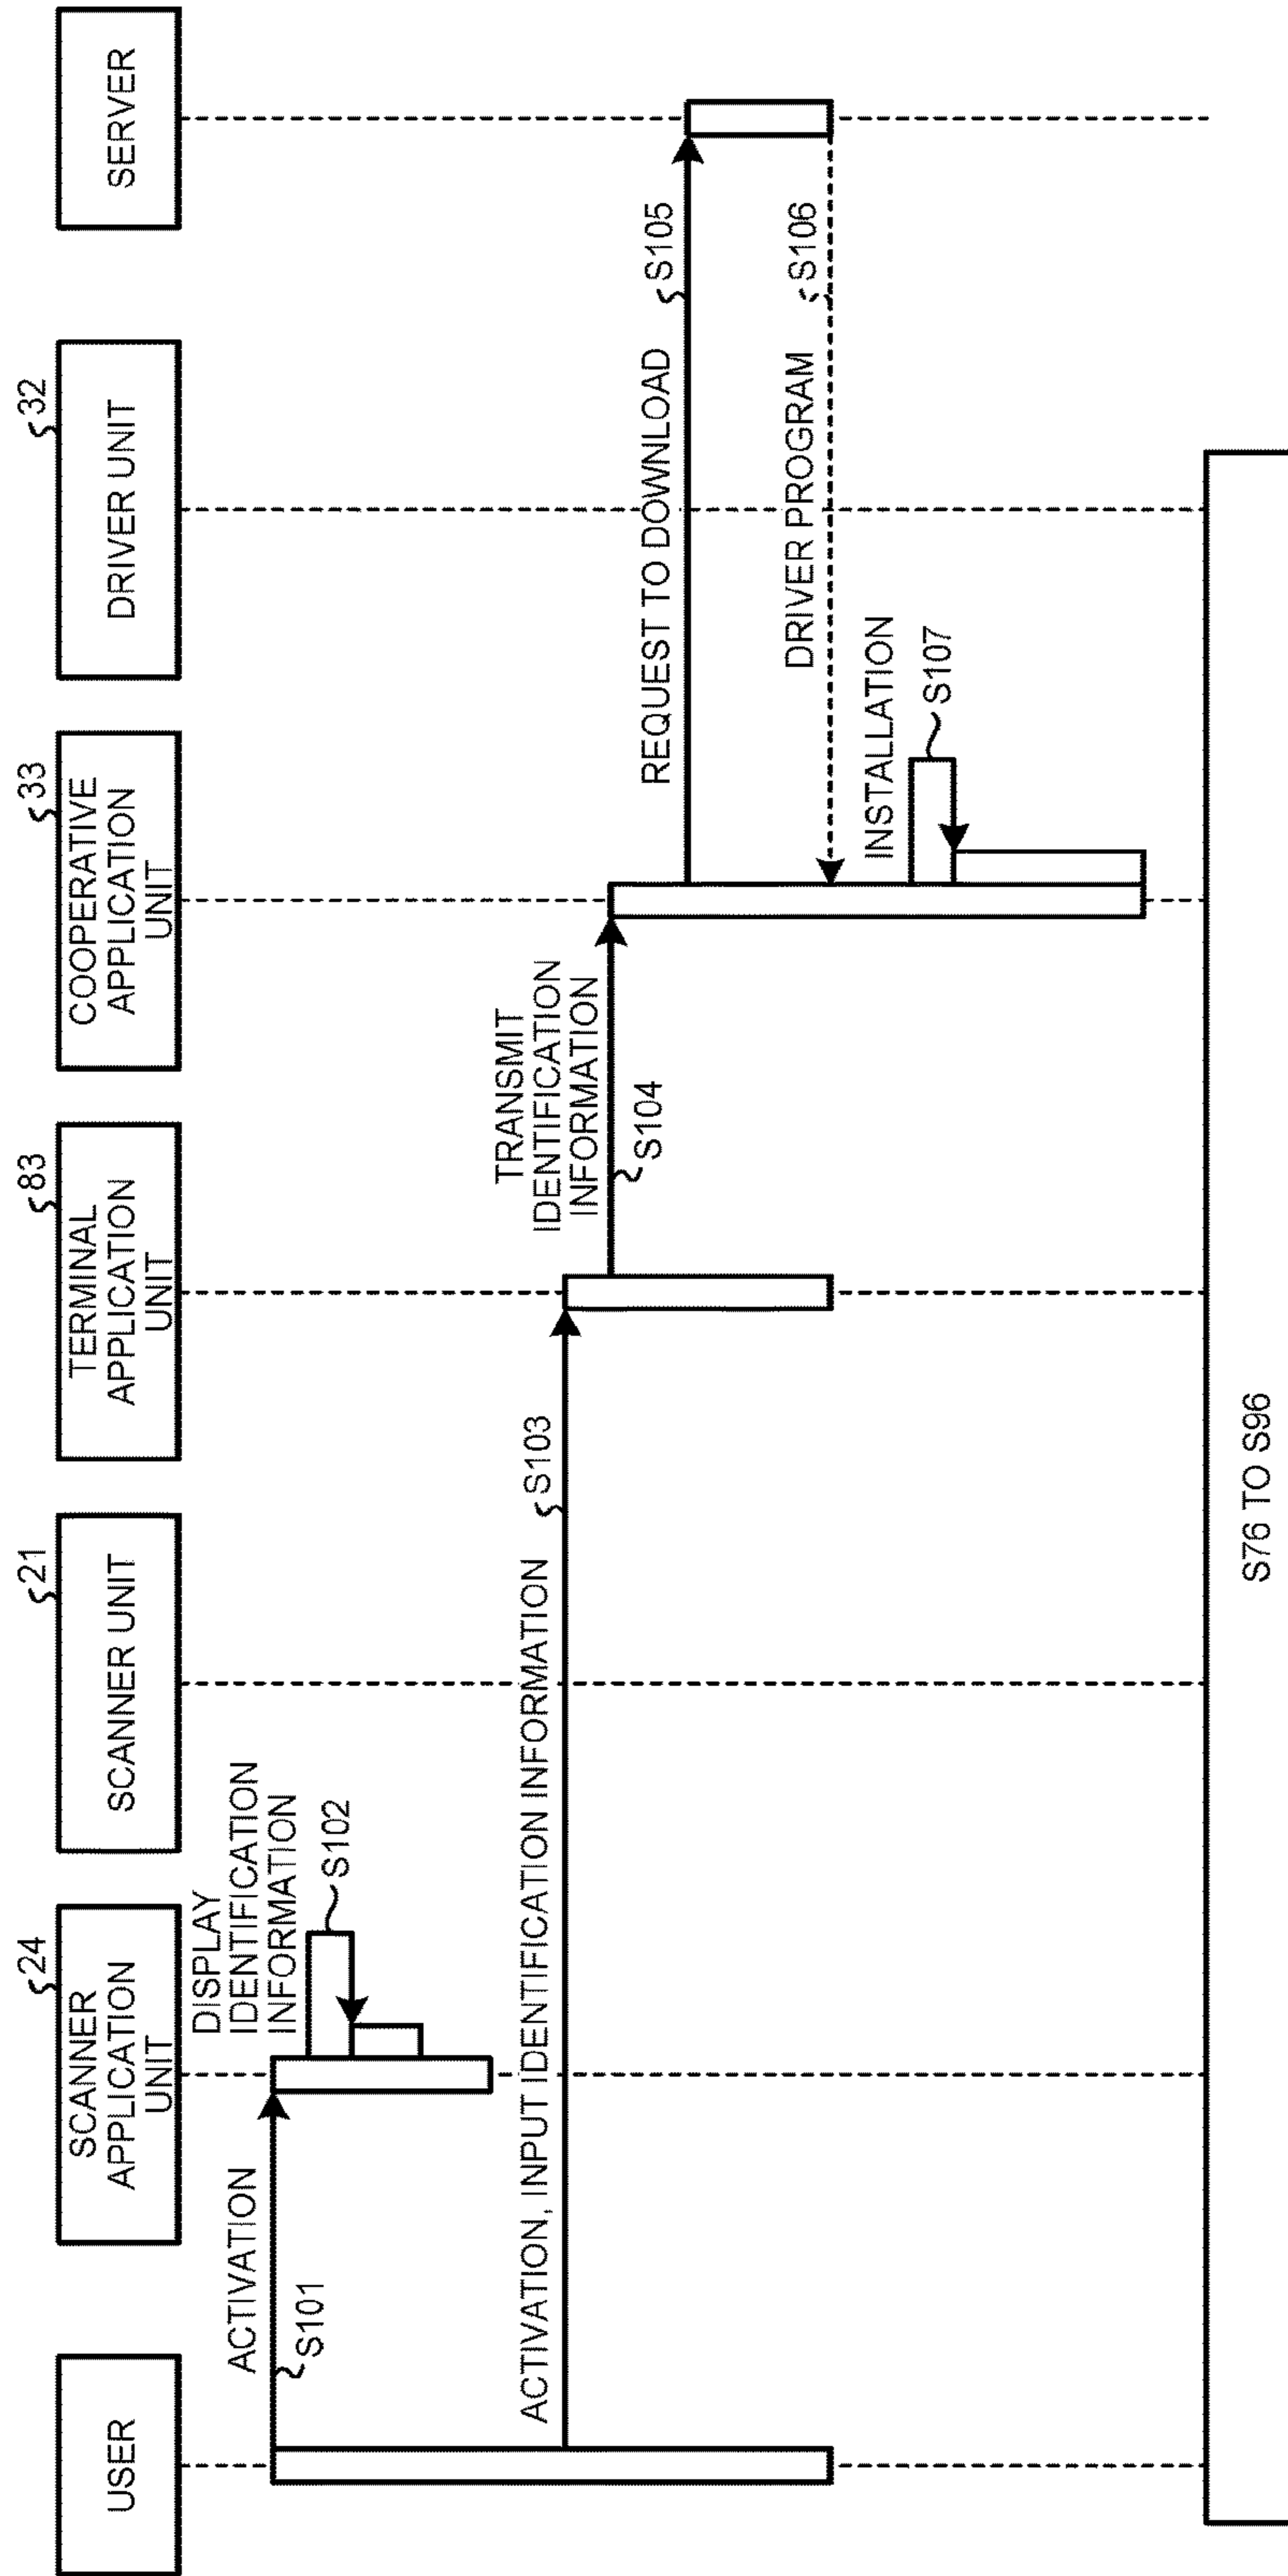 USER
24
SCANNER
APPLICATION
UNIT
21
SCANNER UNIT
83
TERMINAL
APPLICATION
UNIT
33
COOPERATIVE
APPLICATION
UNIT
32
DRIVER UNIT
SERVER
ACTIVATION
S101
DISPLAY
IDENTIFICATION
INFORMATION
S102
ACTIVATION, INPUT IDENTIFICATION INFORMATION
S103
TRANSMIT
IDENTIFICATION
INFORMATION
S104
REQUEST TO DOWNLOAD
S105
DRIVER PROGRAM
S106
INSTALLATION
S107
S76 TO S96